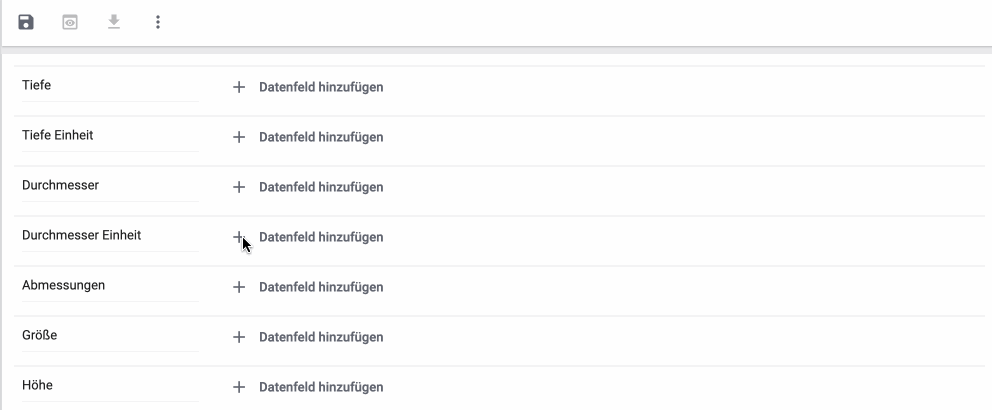 Tiefe + Datenfeld hinzufügen
Tiefe Einheit + Datenfeld hinzufügen
Durchmesser + Datenfeld hinzufügen
Durchmesser Einheit + Datenfeld hinzufügen
Abmessungen + Datenfeld hinzufügen
Größe + Datenfeld hinzufügen
Höhe + Datenfeld hinzufügen